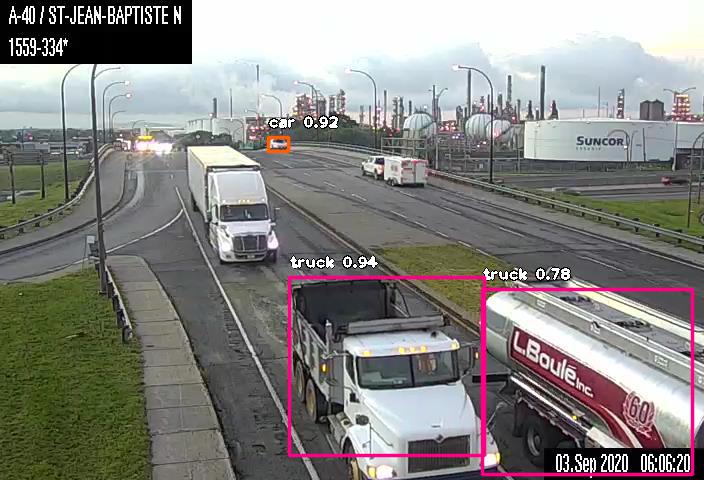 A-40 / ST-JEAN-BAPTISTE N
1559-334*
car 0.92
SUNCOR
truck 0.94
truck 0.78
L.Boulé Inc.
60
03.Sep 2020 06:06:20